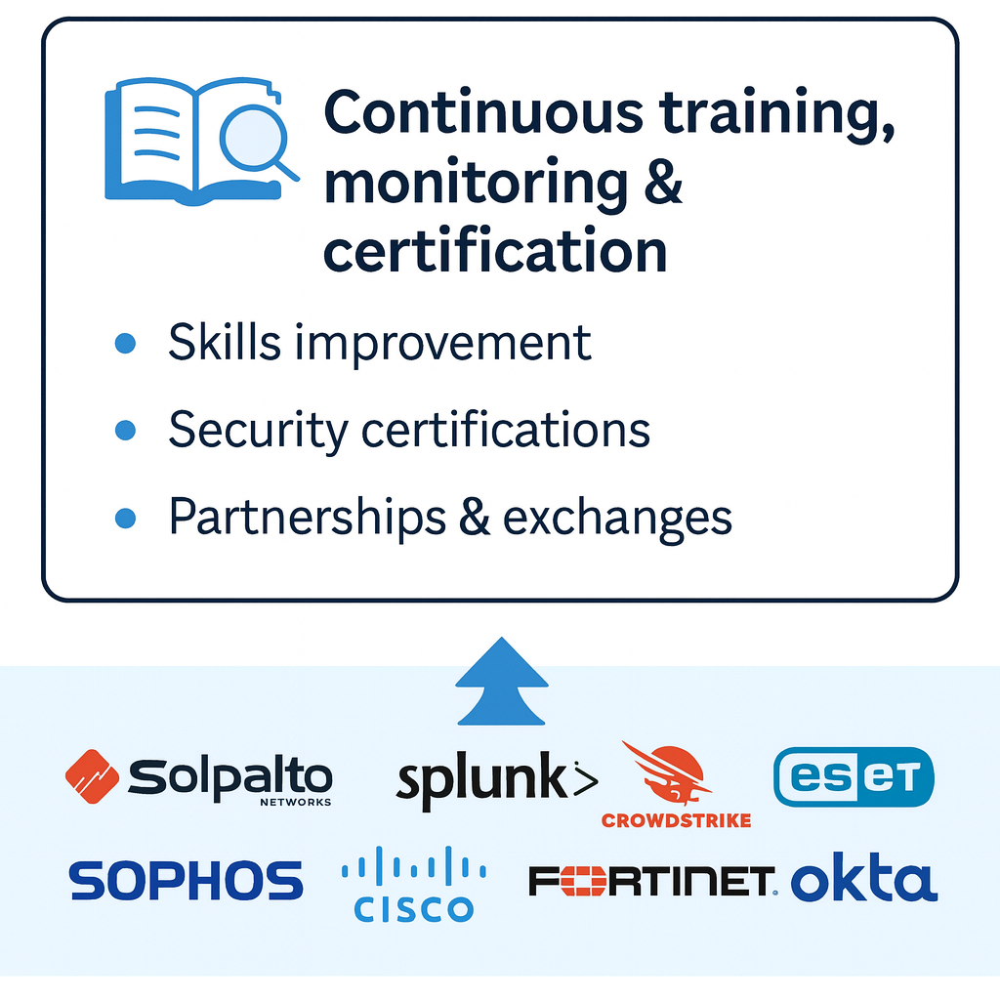 Continuous training,
monitoring &
certification
Skills improvement
Security certifications
Partnerships & exchanges
Solpalto
NETWORKS
splunk>
CROWDSTRIKE
eseT
SOPHOS
CISCO
FORTINET.
okta